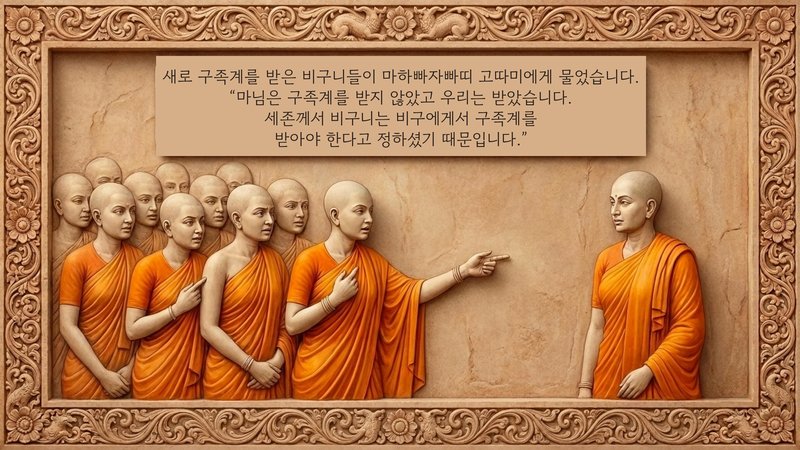 새로 구족계를 받은 비구니들이 마하빠자빠띠 고따미에게 물었습니다.
“마님은 구족계를 받지 않았고 우리는 받았습니다.
세존께서 비구니는 비구에게서 구족계를
받아야 한다고 정하셨기 때문입니다.”